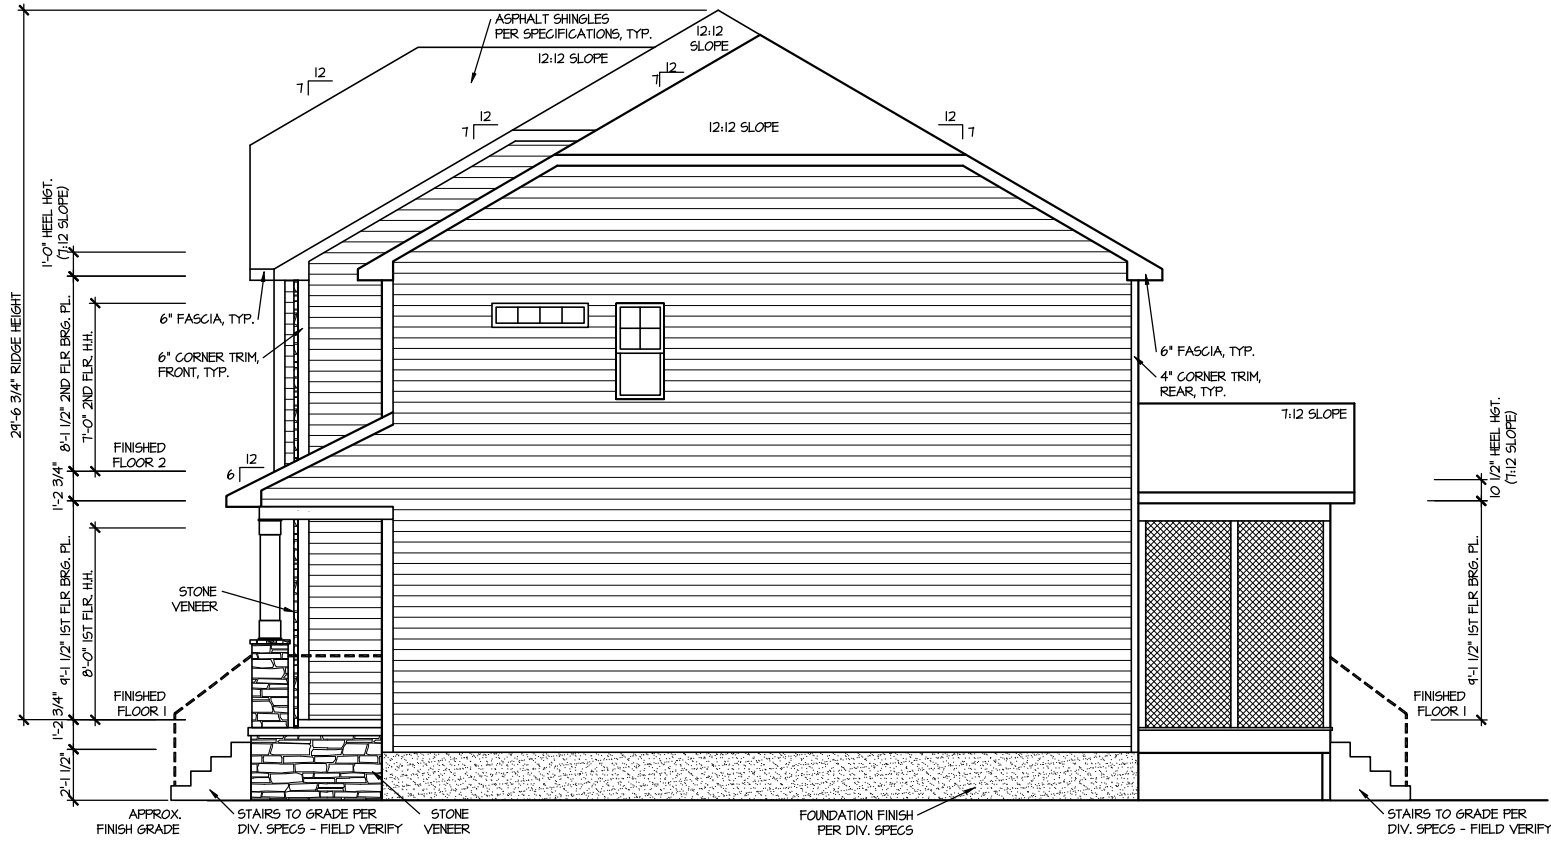 ASPHALT SHINGLES
PER SPECIFICATIONS, TYP.
12:12
SLOPE
12:12 SLOPE
12
7
12
7
12
7
12:12 SLOPE
12
7
1'-0" HEEL HGT.
(7:12 SLOPE)
29'-6 3/4" RIDGE HEIGHT
8'-1 1/2" 2ND FLR BRG. PL.
7'-0" 2ND FLR. H.H.
6" FASCIA, TYP.
6" CORNER TRIM,
FRONT, TYP.
6" FASCIA, TYP.
4" CORNER TRIM,
REAR, TYP.
7:12 SLOPE
FINISHED
FLOOR 2
12
6
1'-2 3/4"
10 1/2" HEEL HGT.
(7:12 SLOPE)
9'-1 1/2" 1ST FLR BRG. PL.
8'-0" 1ST FLR. H.H.
STONE
VENEER
9'-1 1/2" 1ST FLR BRG. PL.
FINISHED
FLOOR 1
FINISHED
FLOOR 1
1'-2 3/4"
2'-1 1/2"
APPROX.
FINISH GRADE
STAIRS TO GRADE PER
DIV. SPECS - FIELD VERIFY
STONE
VENEER
FOUNDATION FINISH
PER DIV. SPECS
STAIRS TO GRADE PER
DIV. SPECS - FIELD VERIFY